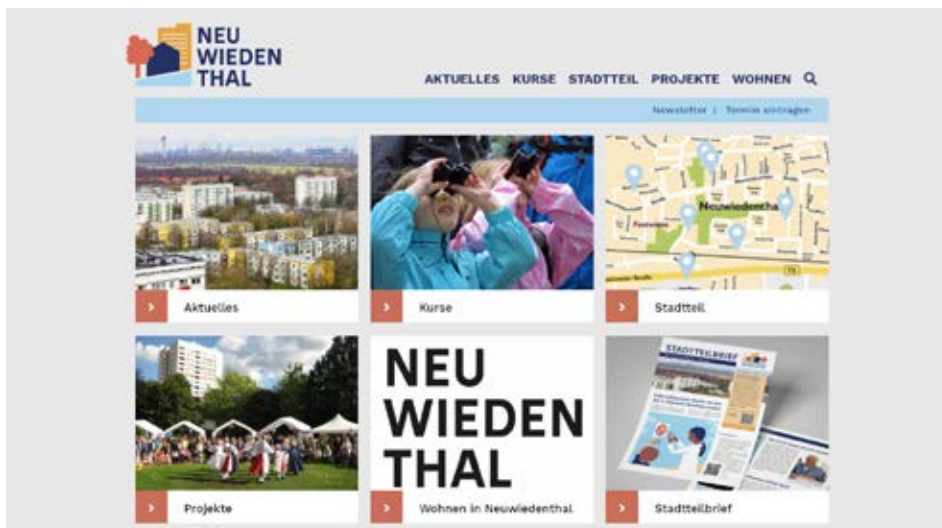 NEU
WIEDEN
THAL
AKTUELLES KURSE STADTTEIL PROJEKTE WOHNEN
Newsletter | Termin eintragen
Neuwiedentha
> Aktuelles
> Kurse
> Stadtteil
NEU
WIEDEN
THAL
STADTTEILBRIEF
> Projekte
> Wohnen in Neuwiedenthal
> Stadtteilbrief